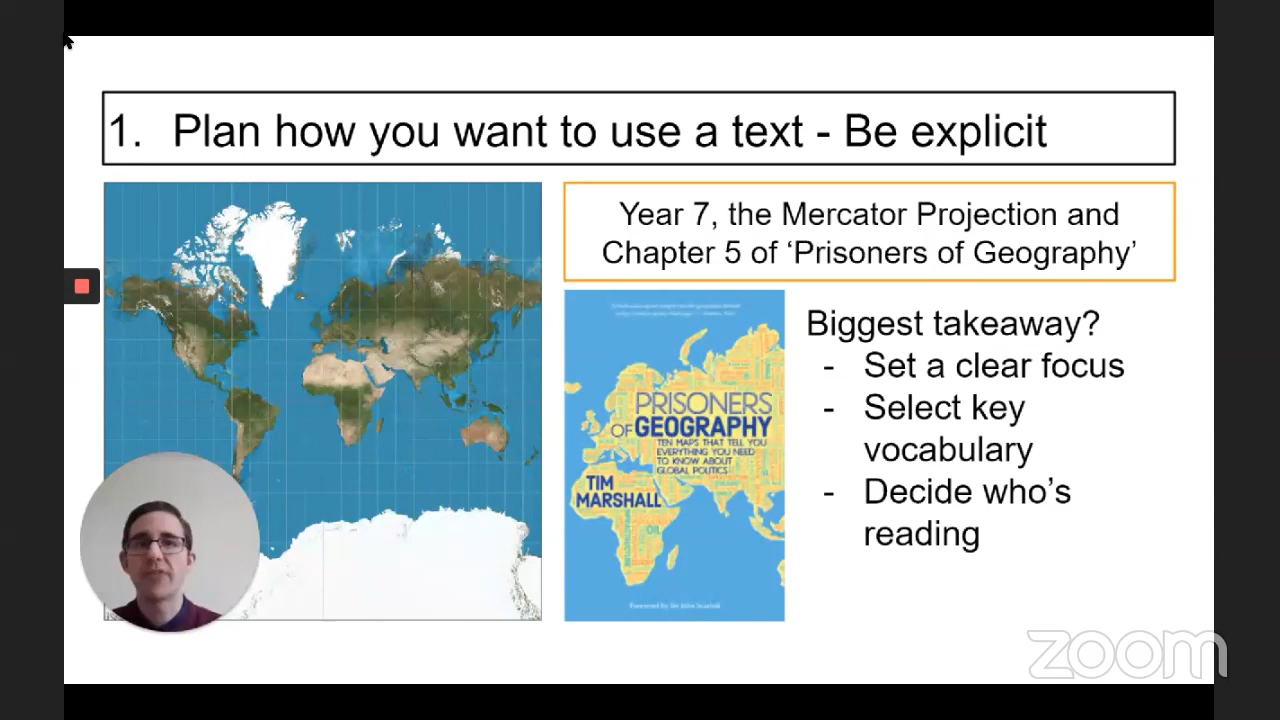 1. Plan how you want to use a text - Be explicit
Year 7, the Mercator Projection and
Chapter 5 of ‘Prisoners of Geography’
PRISONERS
OF GEOGRAPHY
TEN MAPS THAT TELL YOU
EVERYTHING YOU NEED
TO KNOW ABOUT
GLOBAL POLITICS
TIM
MARSHALL
Biggest takeaway?
- Set a clear focus
- Select key
vocabulary
- Decide who’s
reading
zoom